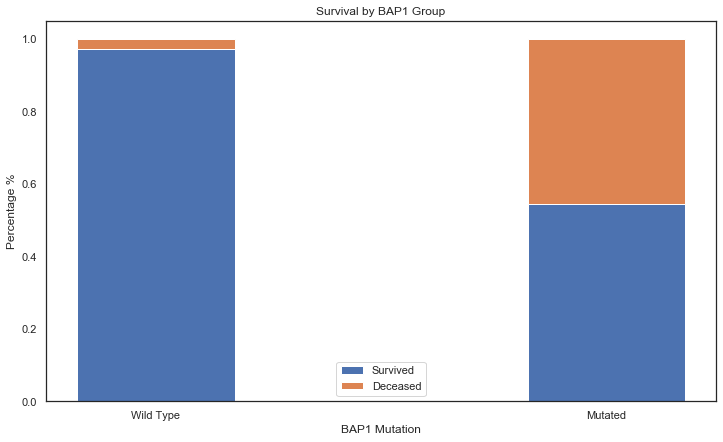 Survival by BAP1 Group
Percentage %
1.0
0.8
0.6
0.4
0.2
0.0
Survived
Deceased
Wild Type
Mutated
BAP1 Mutation